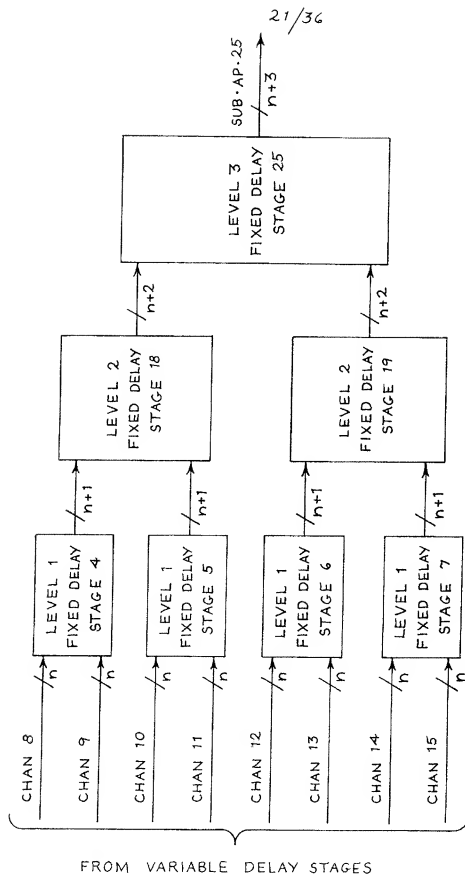 21/36
FROM VARIABLE DELAY STAGES
CHAN 8
n
CHAN 9
n
CHAN 10
n
CHAN 11
n
CHAN 12
n
CHAN 13
n
CHAN 14
n
CHAN 15
n
LEVEL 1
FIXED DELAY
STAGE 4
n+1
LEVEL 1
FIXED DELAY
STAGE 5
n+1
LEVEL 1
FIXED DELAY
STAGE 6
n+1
LEVEL 1
FIXED DELAY
STAGE 7
n+1
LEVEL 2
FIXED DELAY
STAGE 18
n+2
LEVEL 2
FIXED DELAY
STAGE 19
n+2
LEVEL 3
FIXED DELAY
STAGE 25
SUB·AP·25
n+3